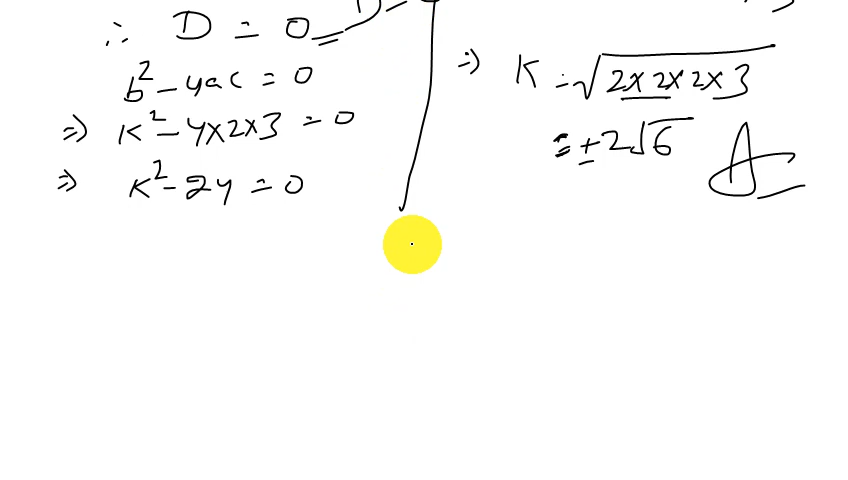 ∴ D = 0
b² - 4ac = 0
⇒ K² - 4×2×3 = 0
⇒ K² - 24 = 0
⇒ K = √2×2×2×3
= ±2√6
A